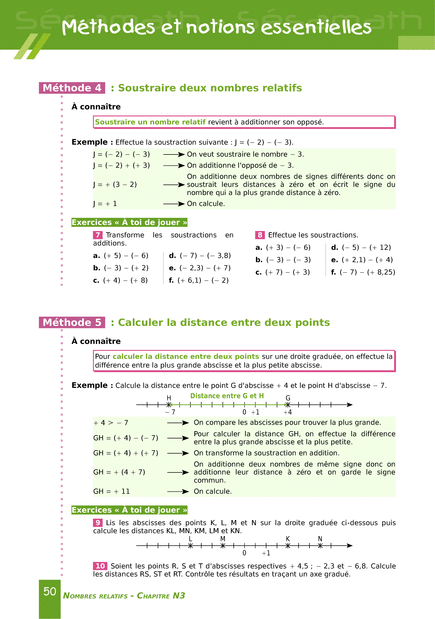 Méthodes et notions essentielles
Méthode 4 : Soustraire deux nombres relatifs
À connaître
Soustraire un nombre relatif revient à additionner son opposé.
Exemple : Effectue la soustraction suivante : J = (− 2) − (− 3).
J = (− 2) − (− 3) On veut soustraire le nombre − 3.
J = (− 2) + (+ 3) On additionne l'opposé de − 3.
On additionne deux nombres de signes différents donc on
J = + (3 − 2) soustrait leurs distances à zéro et on écrit le signe du
nombre qui a la plus grande distance à zéro.
J = + 1 On calcule.
Exercices « À toi de jouer »
7 Transforme les soustractions en
additions.
a. (+ 5) − (− 6) d. (− 7) − (− 3,8)
b. (− 3) − (+ 2) e. (− 2,3) − (+ 7)
c. (+ 4) − (+ 8) f. (+ 6,1) − (− 2)
8 Effectue les soustractions.
a. (+ 3) − (− 6) d. (− 5) − (+ 12)
b. (− 3) − (− 3) e. (+ 2,1) − (+ 4)
c. (+ 7) − (+ 3) f. (− 7) − (+ 8,25)
Méthode 5 : Calculer la distance entre deux points
À connaître
Pour calculer la distance entre deux points sur une droite graduée, on effectue la
différence entre la plus grande abscisse et la plus petite abscisse.
Exemple : Calcule la distance entre le point G d'abscisse + 4 et le point H d'abscisse − 7.
H Distance entre G et H G
− 7 0 +1 +4
+ 4 > − 7 On compare les abscisses pour trouver la plus grande.
GH = (+ 4) − (− 7) Pour calculer la distance GH, on effectue la différence
entre la plus grande abscisse et la plus petite.
GH = (+ 4) + (+ 7) On transforme la soustraction en addition.
On additionne deux nombres de même signe donc on
GH = + (4 + 7) additionne leur distance à zéro et on garde le signe
commun.
GH = + 11 On calcule.
Exercices « À toi de jouer »
9 Lis les abscisses des points K, L, M et N sur la droite graduée ci-dessous puis
calcule les distances KL, MN, KM, LM et KN.
L M K N
0 +1
10 Soient les points R, S et T d'abscisses respectives + 4,5 ; − 2,3 et − 6,8. Calcule
les distances RS, ST et RT. Contrôle tes résultats en traçant un axe gradué.
50 Nombres relatifs - Chapitre N3